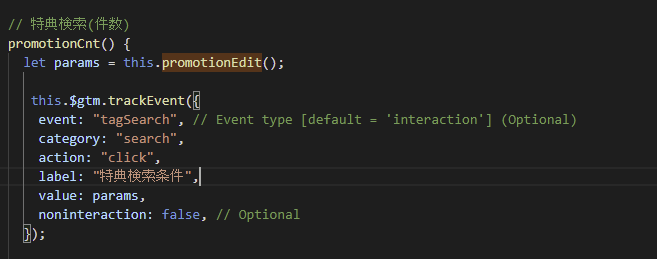 // 特典検索(件数)
promotionCnt() {
let params = this.promotionEdit();
this.$gtm.trackEvent({
event: "tagSearch", // Event type [default = 'interaction'] (Optional)
category: "search",
action: "click",
label: "特典検索条件",
value: params,
noninteraction: false, // Optional
});